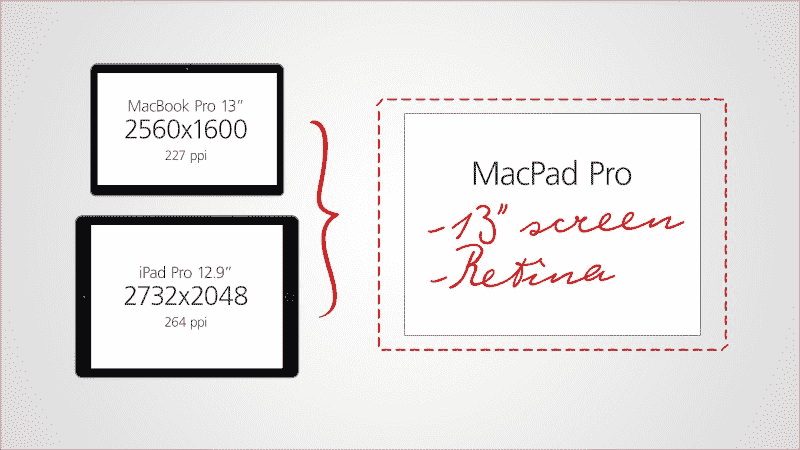 MacBook Pro 13”
2560x1600
227 ppi
iPad Pro 12.9”
2732x2048
264 ppi
MacPad Pro
-13” screen
-Retina